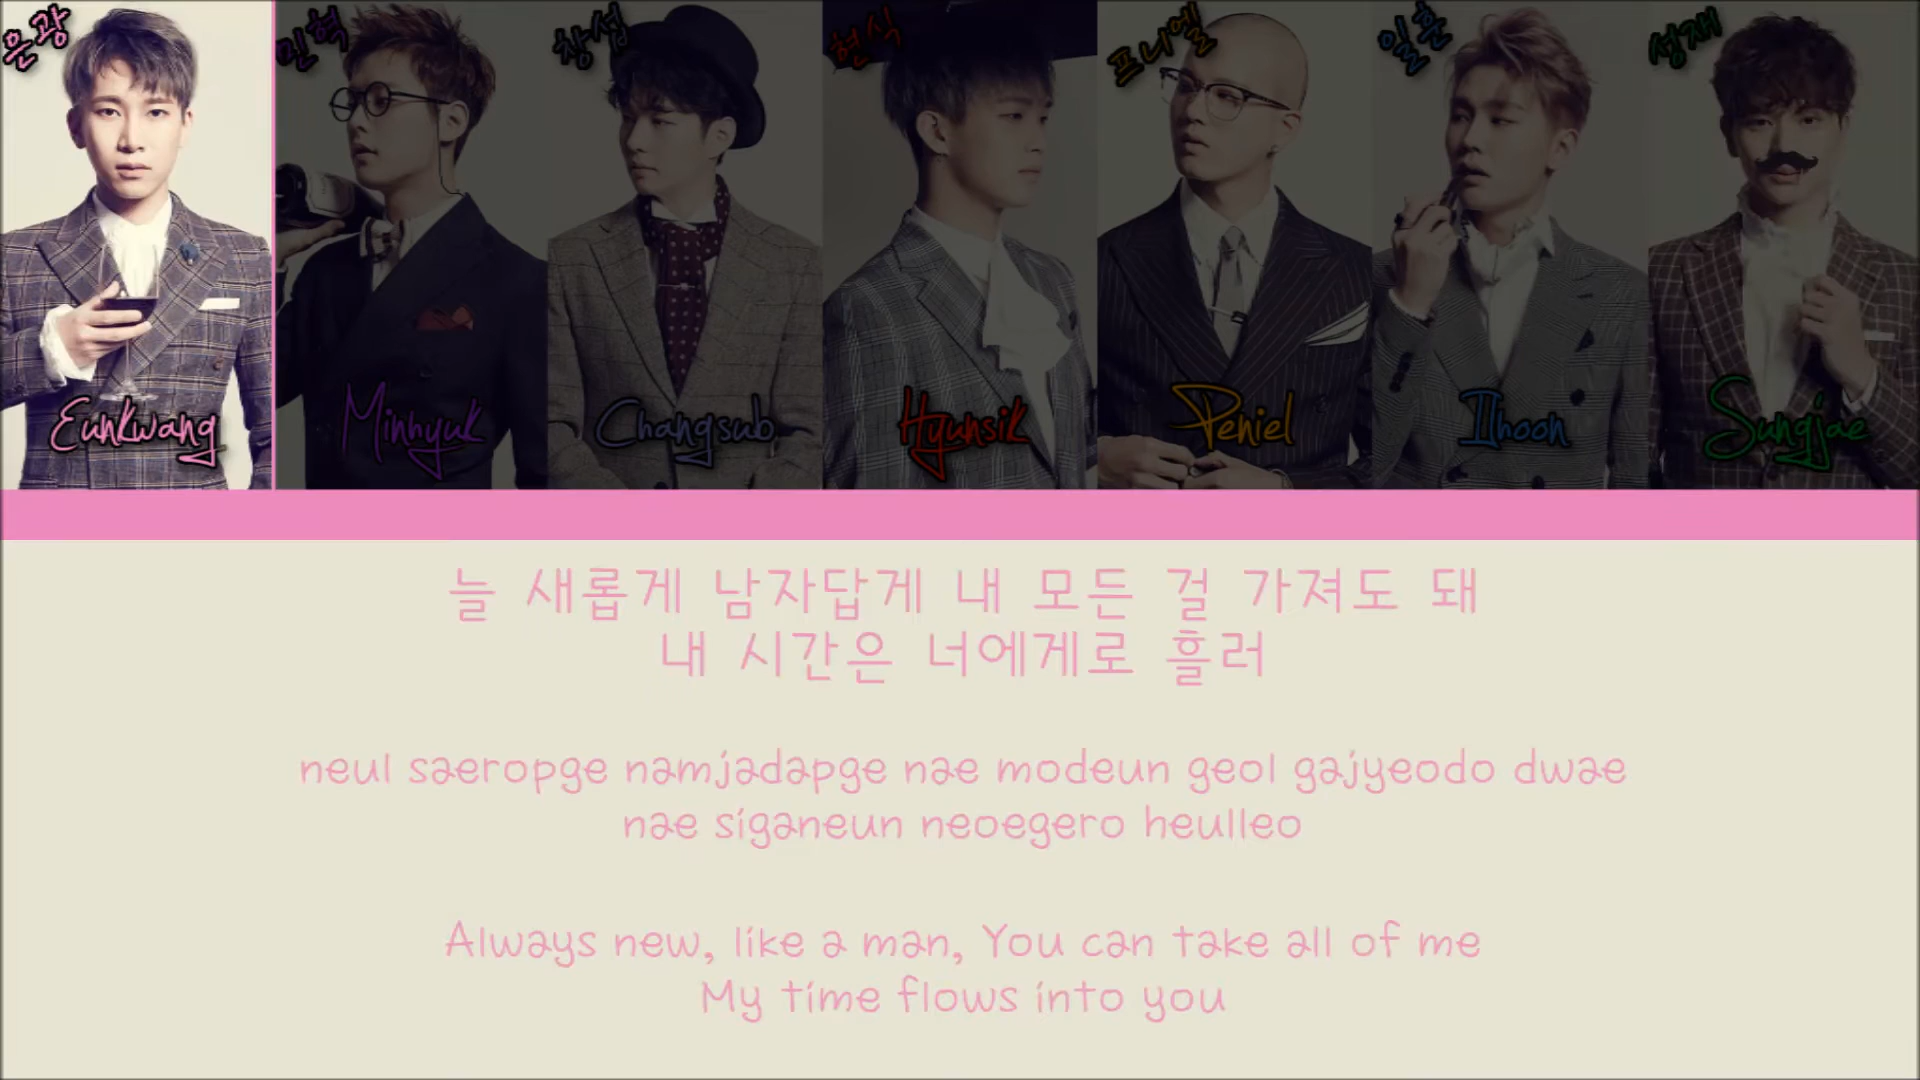 은광
민혁
창섭
현식
프니엘
일훈
성재
Eunkwang
Minhyuk
Changsub
Hyunsik
Peniel
Ilhoon
Sungjae
늘 새롭게 남자답게 내 모든 걸 가져도 돼
내 시간은 너에게로 흘러
neul saeropge namjadapge nae modeun geol gajyeodo dwae
nae siganeun neoegero heulleo
Always new, like a man, You can take all of me
My time flows into you